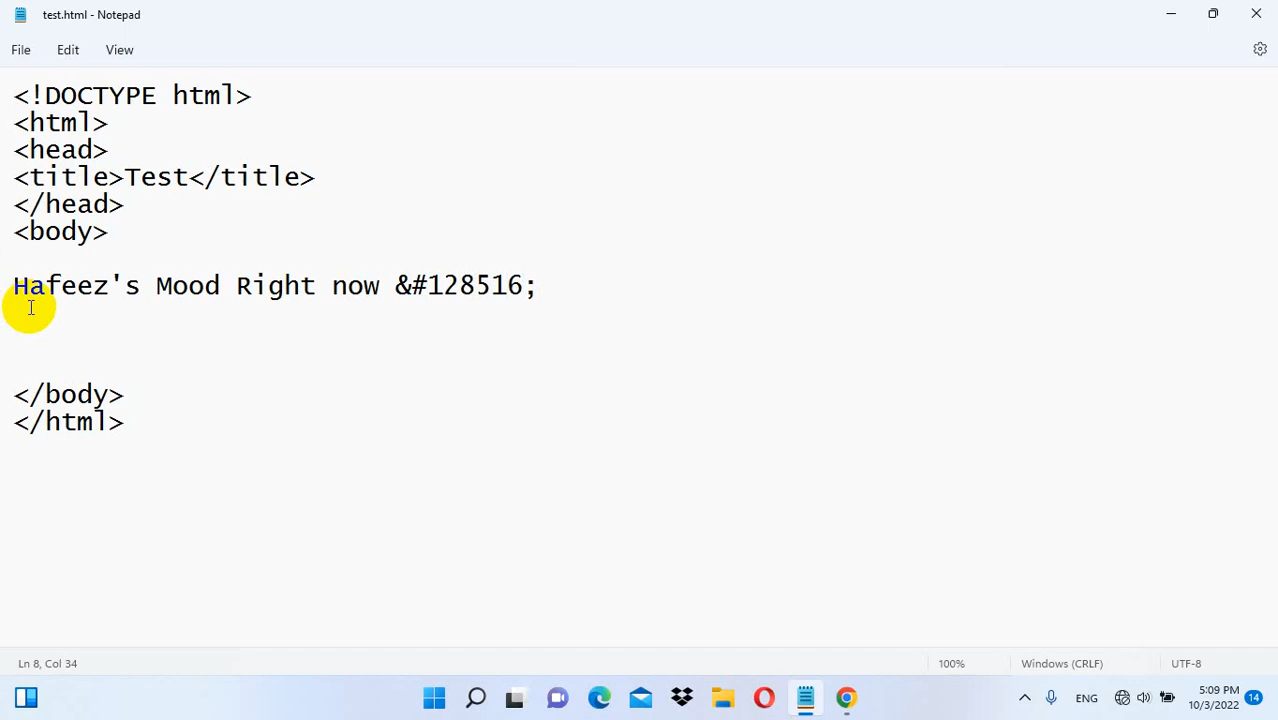 test.html - Notepad
File Edit View
<!DOCTYPE html>
<html>
<head>
<title>Test</title>
</head>
<body>
Hafeez's Mood Right now &#128516;
</body>
</html>
Ln 8, Col 34 100% Windows (CRLF) UTF-8
ENG 5:09 PM
10/3/2022 14